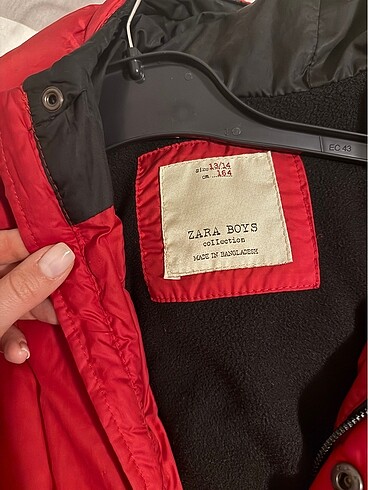 size 13/14
cm 164
ZARA BOYS
collection
MADE IN BANGLADESH
EC 43